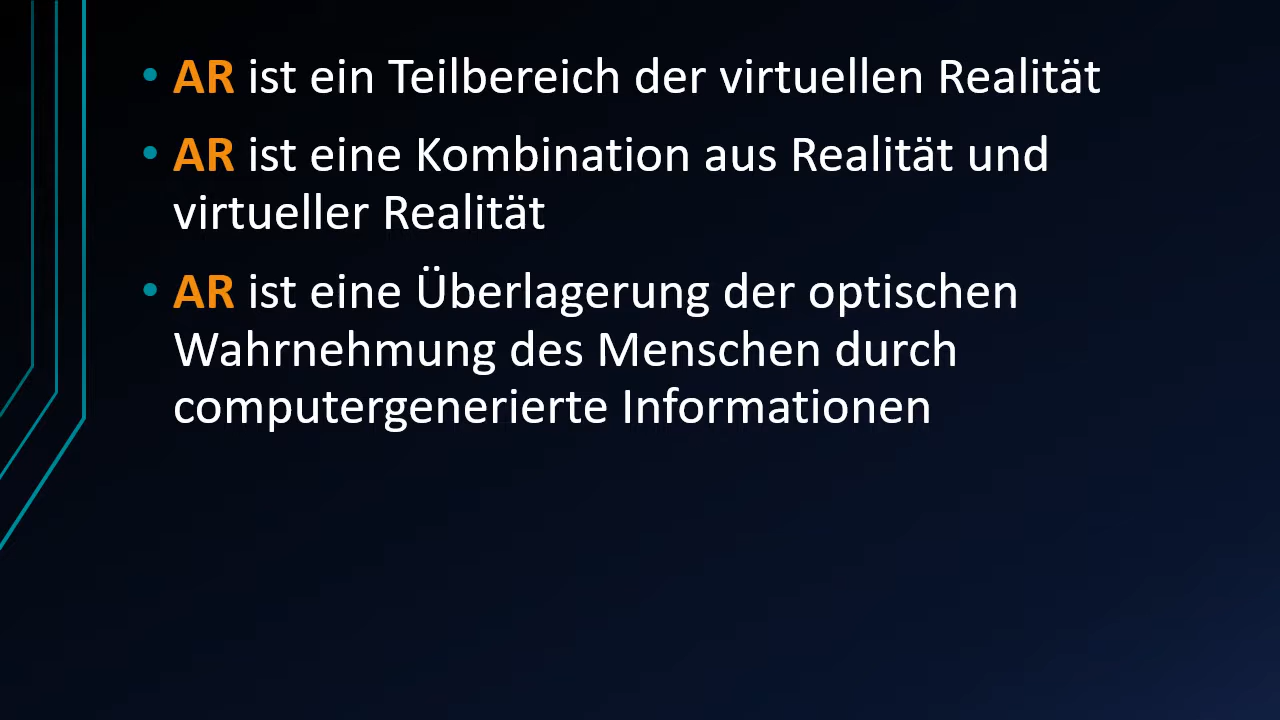 • AR ist ein Teilbereich der virtuellen Realität
• AR ist eine Kombination aus Realität und
virtueller Realität
• AR ist eine Überlagerung der optischen
Wahrnehmung des Menschen durch
computergenerierte Informationen